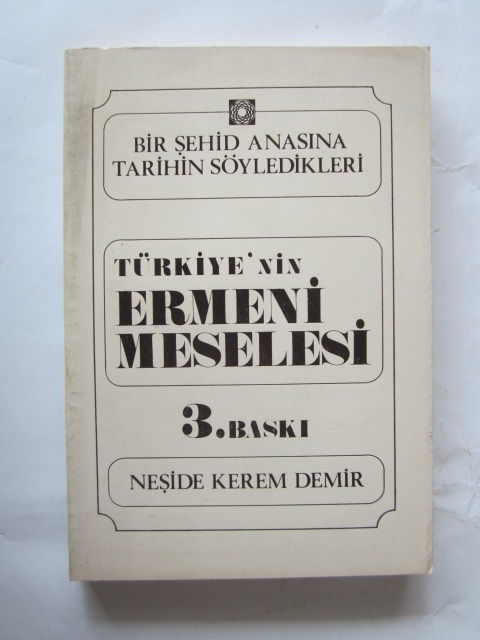 BİR ŞEHİD ANASINA
TARİHİN SÖYLEDİKLERİ
TÜRKİYE'NİN
ERMENİ
MESELESİ
3.BASKI
NEŞİDE KEREM DEMİR